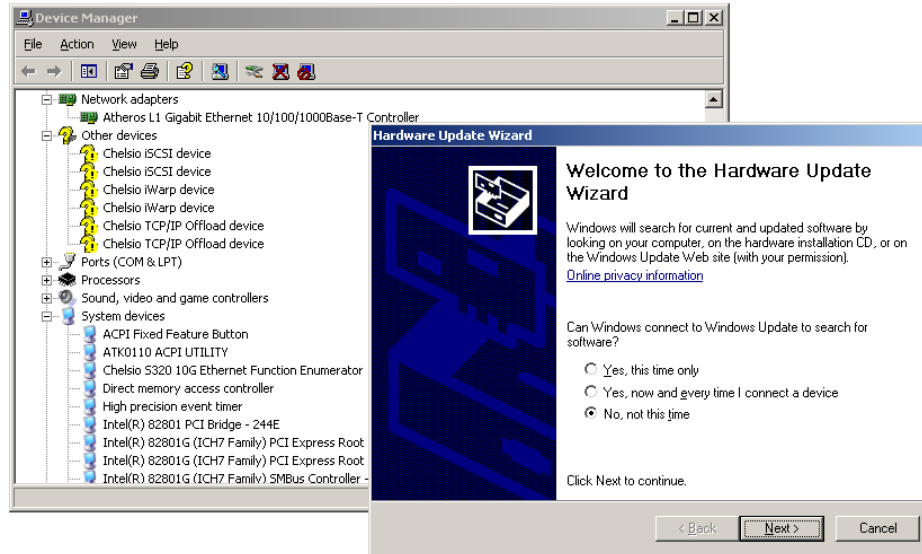 Device Manager
File Action View Help
Network adapters
Atheros L1 Gigabit Ethernet 10/100/1000Base-T Controller
Other devices
Chelsio iSCSI device
Chelsio iSCSI device
Chelsio iWarp device
Chelsio iWarp device
Chelsio TCP/IP Offload device
Chelsio TCP/IP Offload device
Ports (COM & LPT)
Processors
Sound, video and game controllers
System devices
ACPI Fixed Feature Button
ATK0110 ACPI UTILITY
Chelsio S320 10G Ethernet Function Enumerator
Direct memory access controller
High precision event timer
Intel(R) 82801 PCI Bridge - 244E
Intel(R) 82801G (ICH7 Family) PCI Express Root
Intel(R) 82801G (ICH7 Family) PCI Express Root
Intel(R) 82801G (ICH7 Family) SMBus Controller -
Hardware Update Wizard
Welcome to the Hardware Update
Wizard
Windows will search for current and updated software by
looking on your computer, on the hardware installation CD, or on
the Windows Update Web site (with your permission).
Online privacy information
Can Windows connect to Windows Update to search for
software?
Yes, this time only
Yes, now and every time I connect a device
No, not this time
Click Next to continue.
< Back Next > Cancel